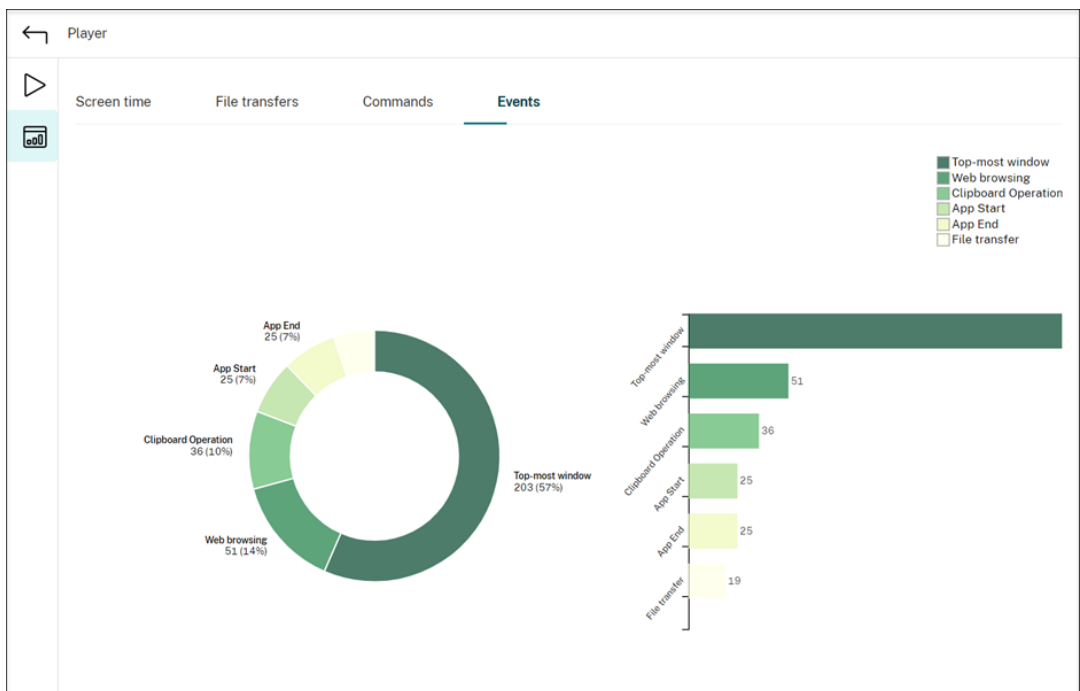 Player
Screen time
File transfers
Commands
Events
Top-most window
Web browsing
Clipboard Operation
App Start
App End
File transfer
App End
25 (7%)
App Start
25 (7%)
Clipboard Operation
36 (10%)
Web browsing
51 (14%)
Top-most window
203 (57%)
Top-most window
Web browsing
51
Clipboard Operation
36
App Start
25
App End
25
File transfer
19